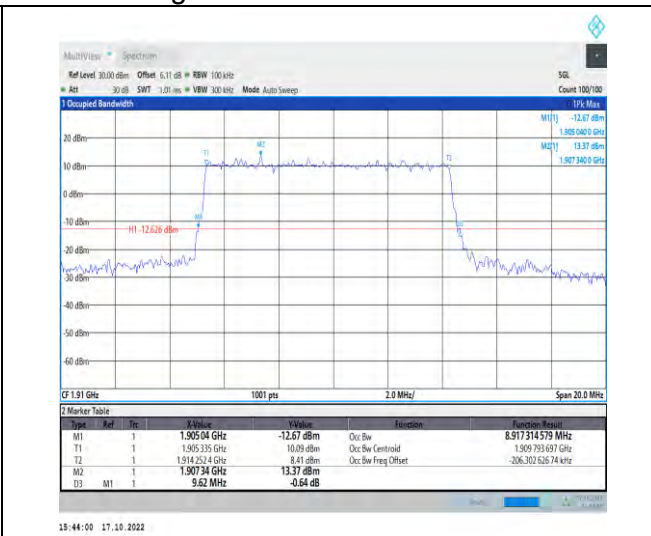 MultiView Spectrum
Ref Level 30.00 dBm Offset 6.11 dB RBW 100 kHz SGL
Att 30 dB SWT 1.01 ms VBW 300 kHz Mode Auto Sweep Count 100/100
1 Occupied Bandwidth 1Pk Max
M1[1] -12.67 dBm
1.905 040 0 GHz
M2[1] 13.37 dBm
1.907 340 0 GHz
20 dBm
M2
T1
T2
10 dBm
0 dBm
-10 dBm
M1
H1 -12.626 dBm
-20 dBm
-30 dBm
-40 dBm
-50 dBm
-60 dBm
CF 1.91 GHz 1001 pts 2.0 MHz/ Span 20.0 MHz
2 Marker Table
Type Ref Trc X-Value Y-Value Function Function Result
M1 1 1.90504 GHz -12.67 dBm Occ Bw 8.917 314 579 MHz
T1 1 1.905 335 GHz 10.09 dBm Occ Bw Centroid 1.909 793 697 GHz
T2 1 1.914 252 4 GHz 8.41 dBm Occ Bw Freq Offset -206.302 626 74 kHz
M2 1 1.90734 GHz 13.37 dBm
D3 M1 1 9.62 MHz -0.64 dB
15:44:00 17.10.2022